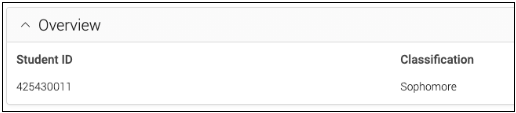 Overview
Student ID Classification
425430011 Sophomore